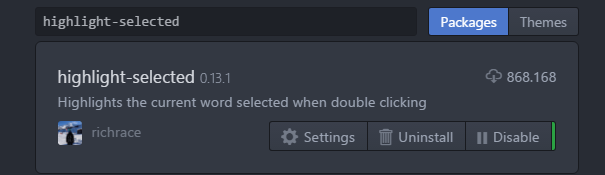 highlight-selected Packages Themes
highlight-selected 0.13.1 868.168
Highlights the current word selected when double clicking
richrace Settings Uninstall Disable